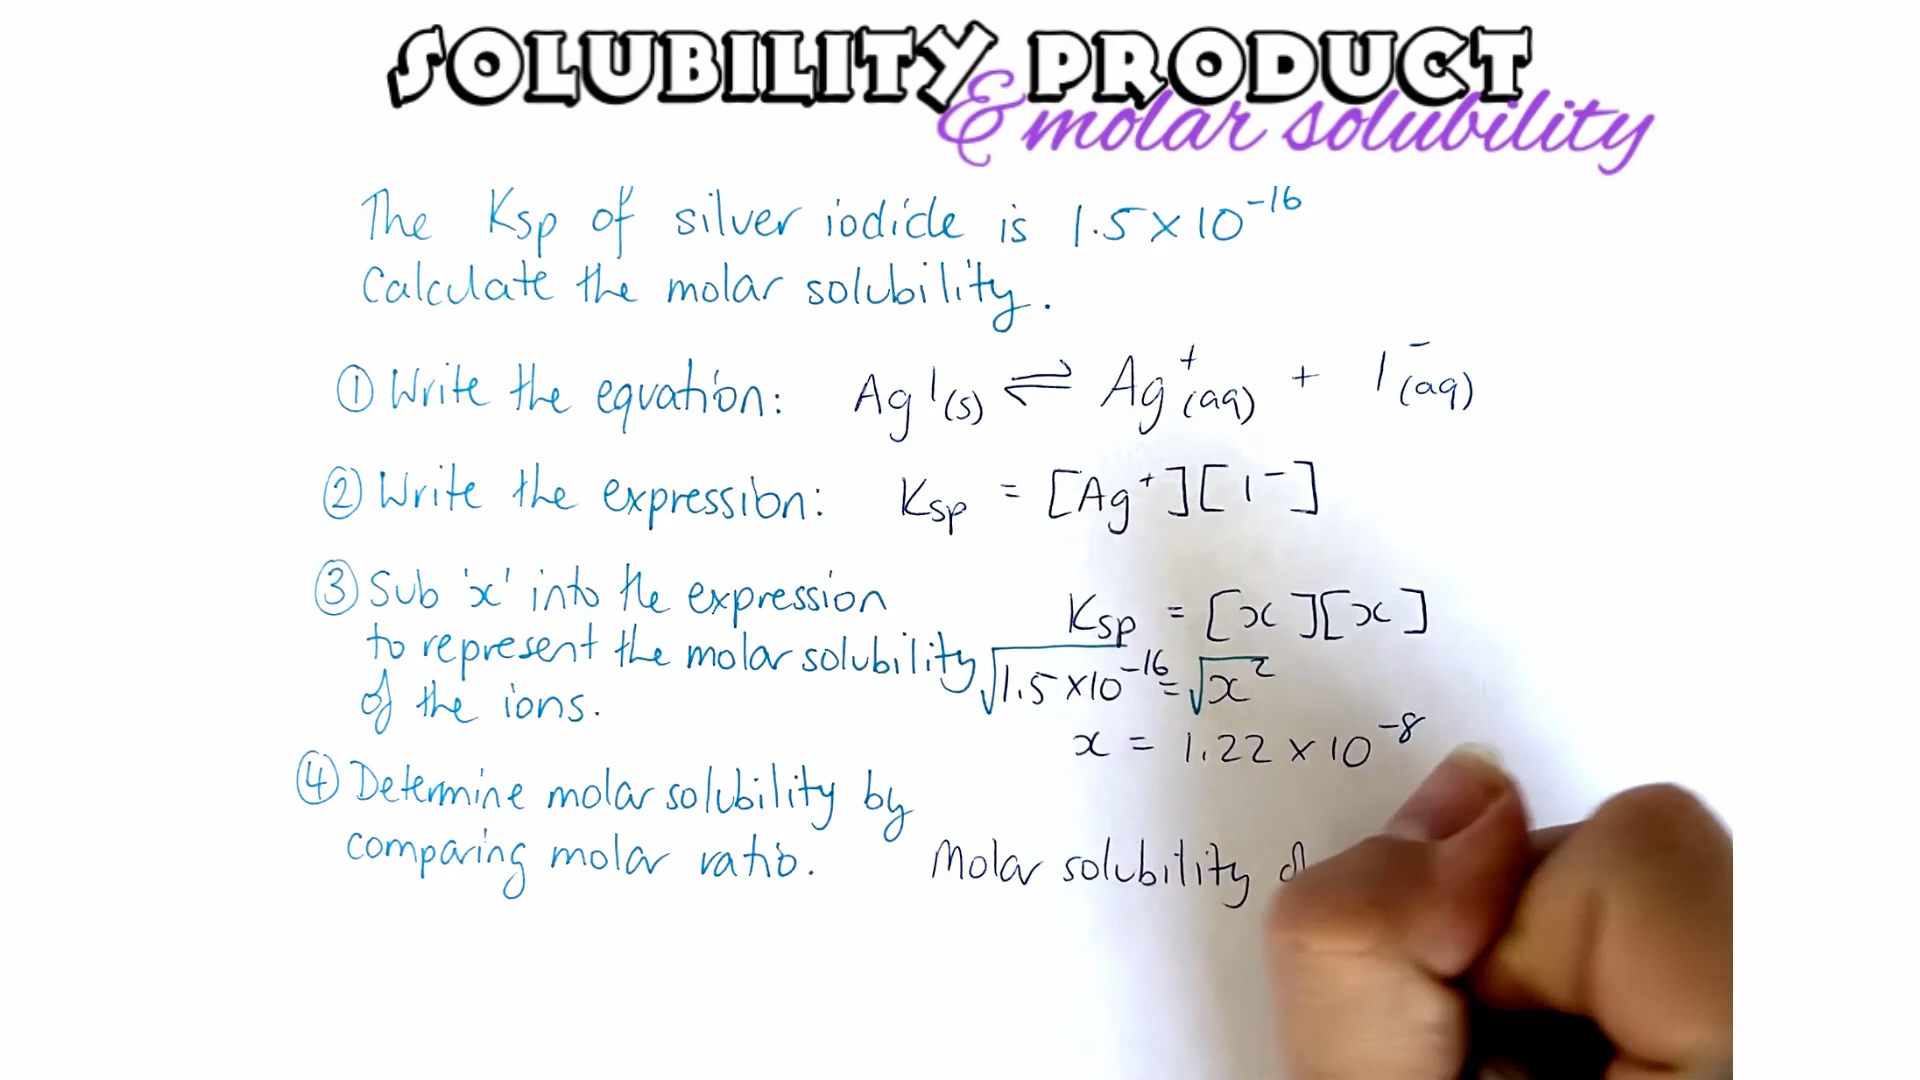 SOLUBILITY PRODUCT
& molar solubility
The Ksp of silver iodide is 1.5 × 10⁻¹⁶
Calculate the molar solubility.
① Write the equation: AgI(s) ⇌ Ag⁺(aq) + I⁻(aq)
② Write the expression: Ksp = [Ag⁺][I⁻]
③ Sub 'x' into the expression Ksp = [x][x]
to represent the molar solubility √1.5 × 10⁻¹⁶ = √x²
of the ions.
x = 1.22 × 10⁻⁸
④ Determine molar solubility by
comparing molar ratio. Molar solubility